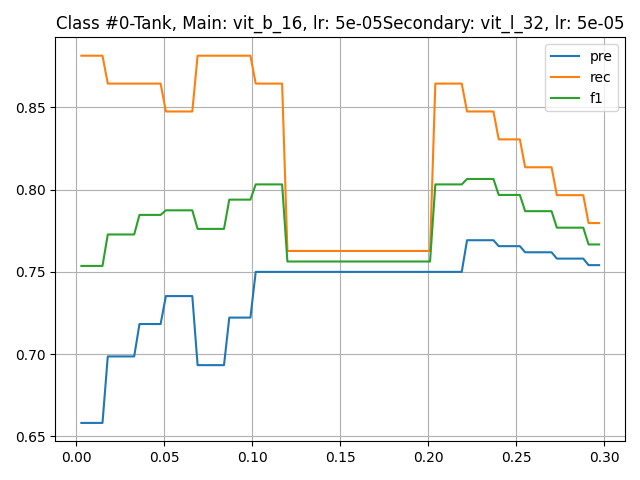 Class #0-Tank, Main: vit_b_16, lr: 5e-05Secondary: vit_l_32, lr: 5e-05
pre
rec
f1
0.85
0.80
0.75
0.70
0.65
0.00 0.05 0.10 0.15 0.20 0.25 0.30